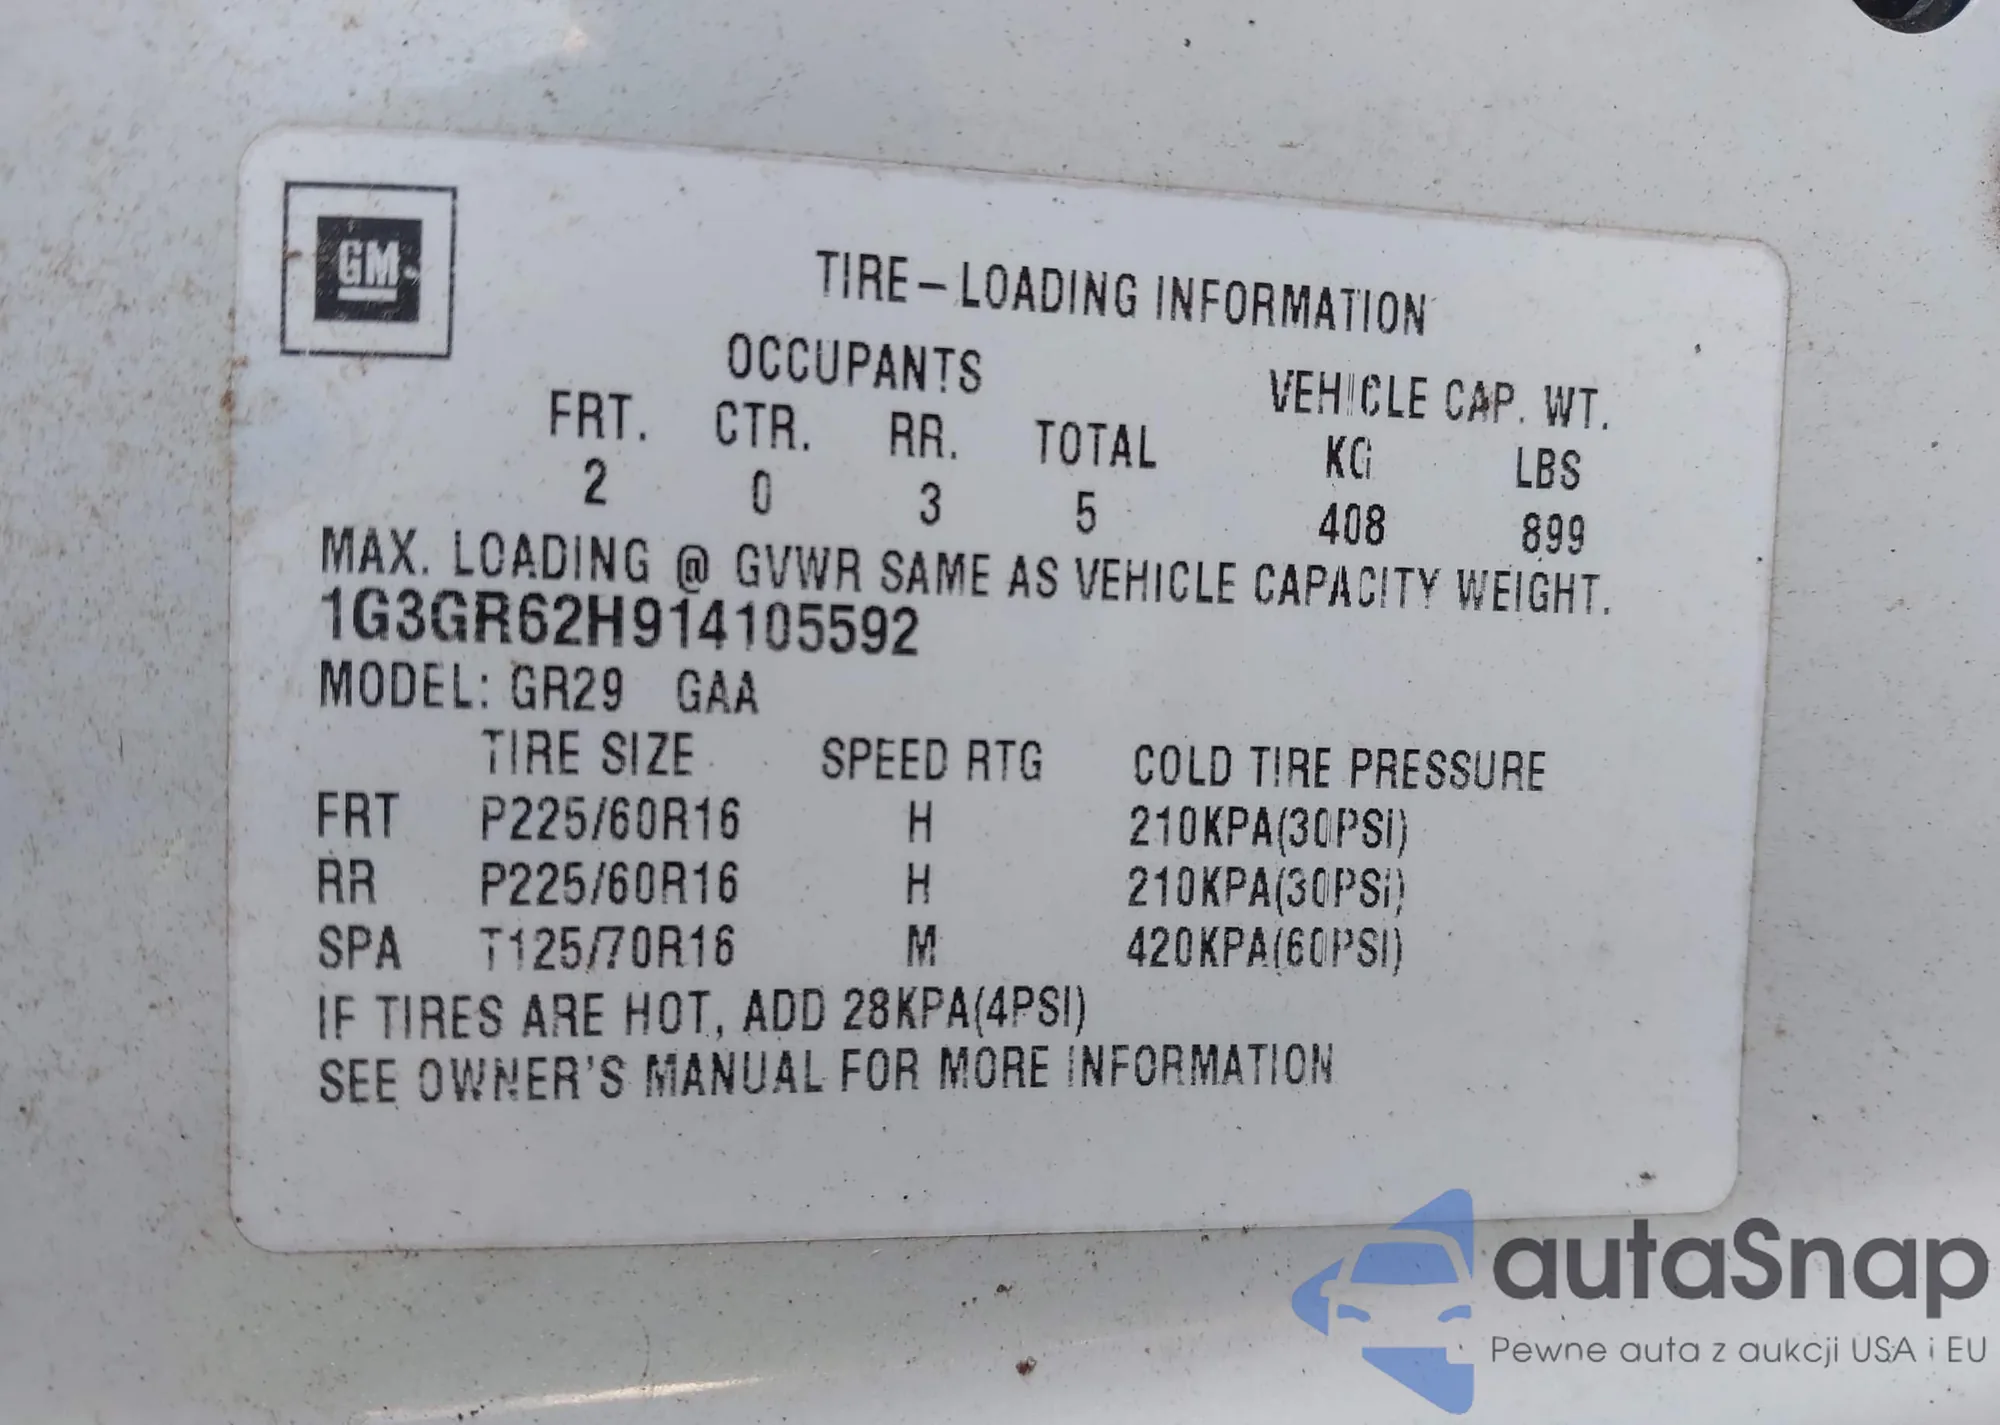 GM
TIRE-LOADING INFORMATION
OCCUPANTS VEHICLE CAP. WT.
FRT. CTR. RR. TOTAL KG LBS
2 0 3 5 408 899
MAX. LOADING @ GVWR SAME AS VEHICLE CAPACITY WEIGHT.
1G3GR62H914105592
MODEL: GR29 GAA
TIRE SIZE SPEED RTG COLD TIRE PRESSURE
FRT P225/60R16 H 210KPA(30PSI)
RR P225/60R16 H 210KPA(30PSI)
SPA T125/70R16 M 420KPA(60PSI)
IF TIRES ARE HOT, ADD 28KPA(4PSI)
SEE OWNER'S MANUAL FOR MORE INFORMATION
autaSnap
Pewne auta z aukcji USA i EU